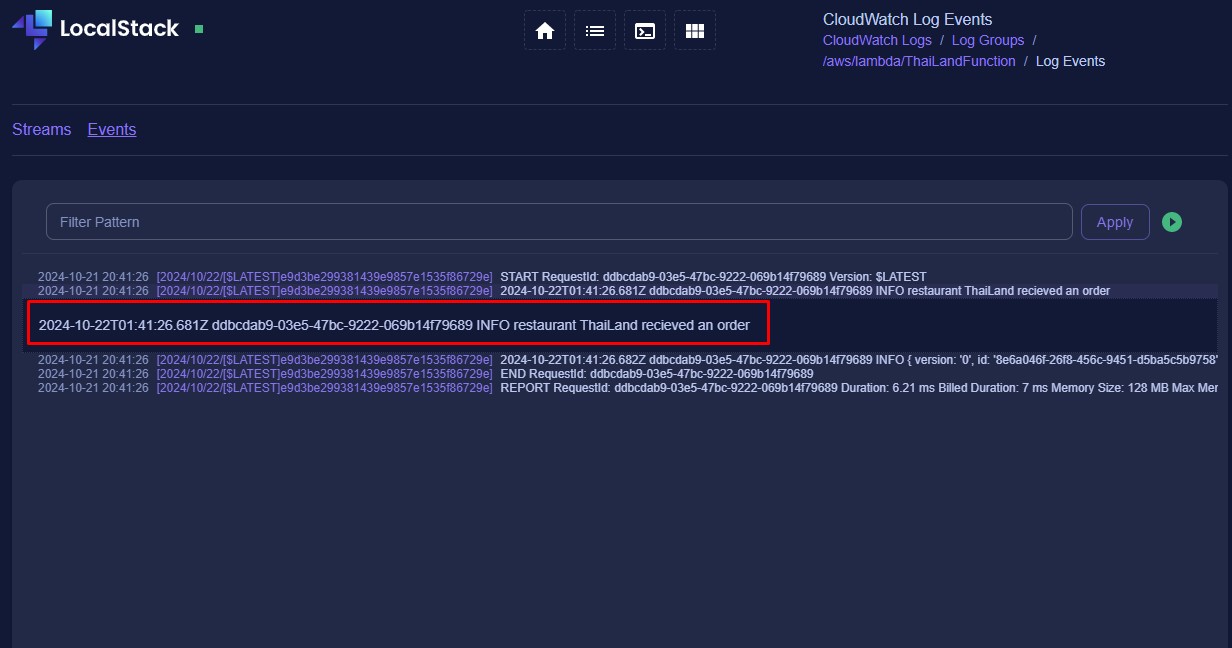 LocalStack
CloudWatch Log Events
CloudWatch Logs / Log Groups /
/aws/lambda/ThaiLandFunction / Log Events
Streams Events
Filter Pattern Apply
2024-10-21 20:41:26 [2024/10/22/[$LATEST]e9d3be299381439e9857e1535f86729e] START RequestId: ddbcdab9-03e5-47bc-9222-069b14f79689 Version: $LATEST
2024-10-21 20:41:26 [2024/10/22/[$LATEST]e9d3be299381439e9857e1535f86729e] 2024-10-22T01:41:26.681Z ddbcdab9-03e5-47bc-9222-069b14f79689 INFO restaurant ThaiLand recieved an order
2024-10-22T01:41:26.681Z ddbcdab9-03e5-47bc-9222-069b14f79689 INFO restaurant ThaiLand recieved an order
2024-10-21 20:41:26 [2024/10/22/[$LATEST]e9d3be299381439e9857e1535f86729e] 2024-10-22T01:41:26.682Z ddbcdab9-03e5-47bc-9222-069b14f79689 INFO { version: '0', id: '8e6a046f-26f8-456c-9451-d5ba5c5b9758'
2024-10-21 20:41:26 [2024/10/22/[$LATEST]e9d3be299381439e9857e1535f86729e] END RequestId: ddbcdab9-03e5-47bc-9222-069b14f79689
2024-10-21 20:41:26 [2024/10/22/[$LATEST]e9d3be299381439e9857e1535f86729e] REPORT RequestId: ddbcdab9-03e5-47bc-9222-069b14f79689 Duration: 6.21 ms Billed Duration: 7 ms Memory Size: 128 MB Max Mer